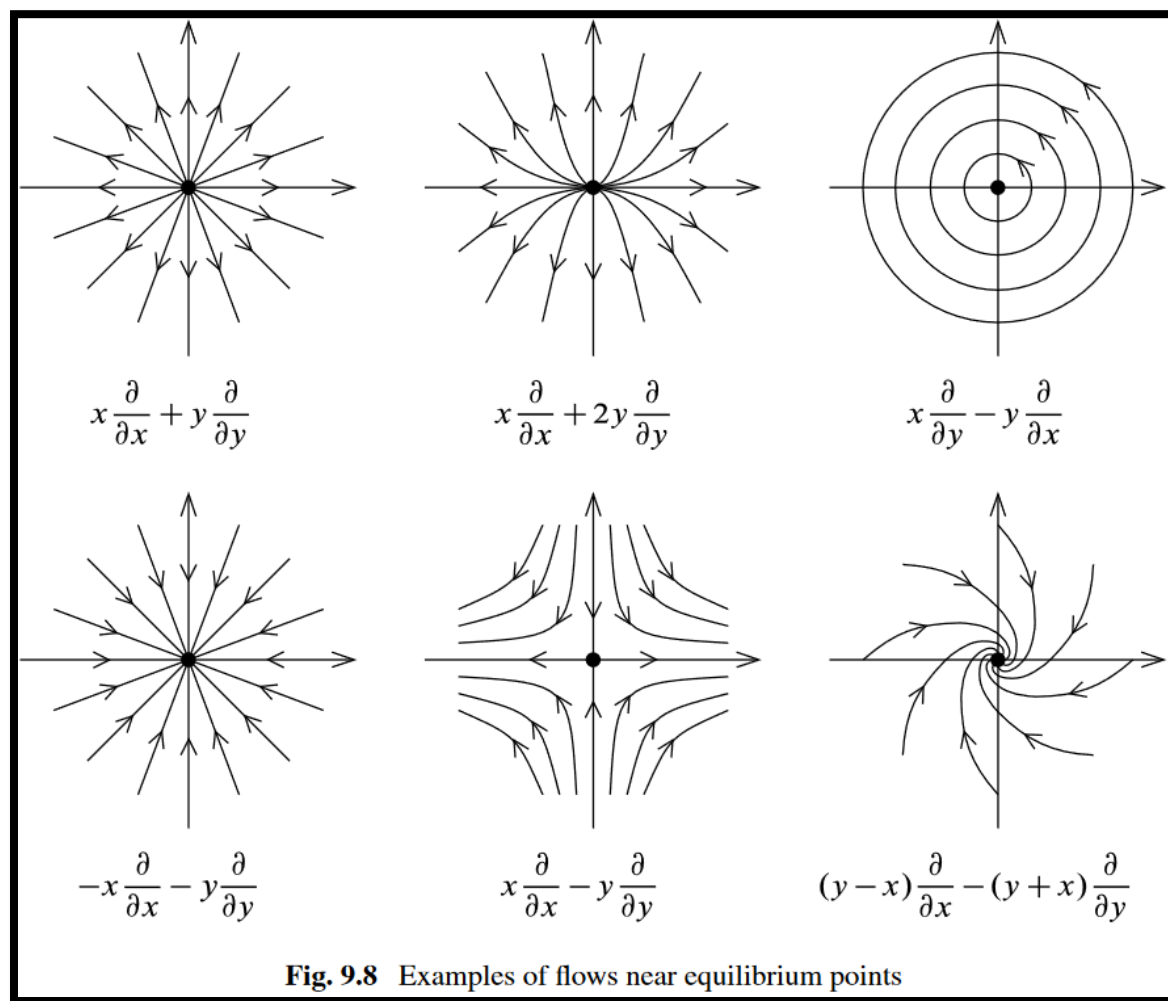 x ∂/∂x + y ∂/∂y
x ∂/∂x + 2y ∂/∂y
x ∂/∂y − y ∂/∂x
−x ∂/∂x − y ∂/∂y
x ∂/∂x − y ∂/∂y
(y − x) ∂/∂x − (y + x) ∂/∂y
Fig. 9.8 Examples of flows near equilibrium points